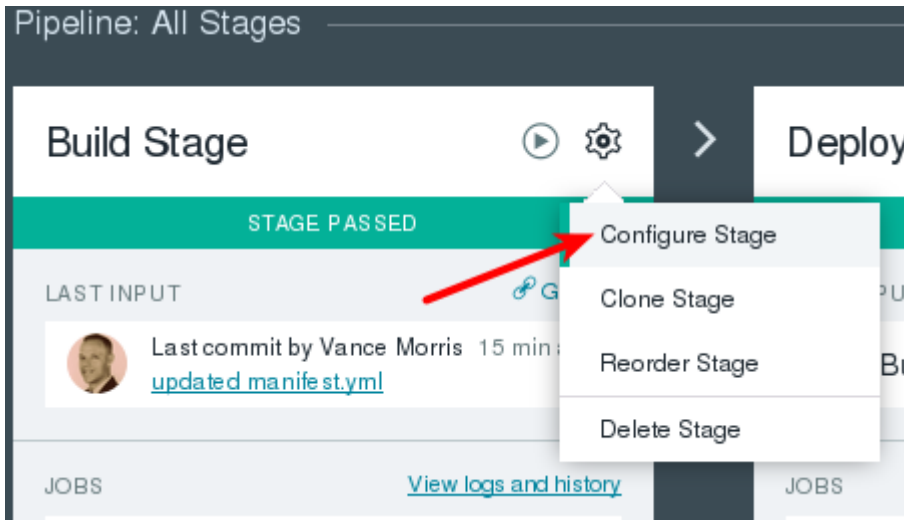 Pipeline: All Stages
Build Stage
Deploy
STAGE PASSED
Configure Stage
Clone Stage
Reorder Stage
Delete Stage
LAST INPUT
Last commit by Vance Morris 15 min
updated manifest.yml
JOBS
View logs and history
JOBS